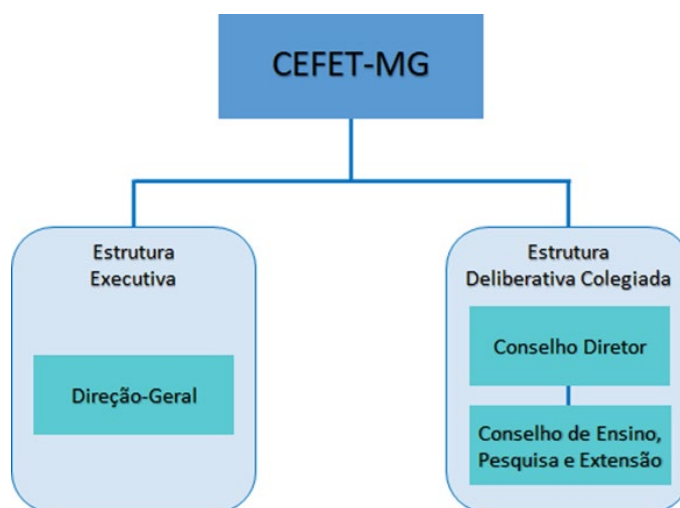 CEFET-MG
Estrutura
Executiva
Direção-Geral
Estrutura
Deliberativa Colegiada
Conselho Diretor
Conselho de Ensino,
Pesquisa e Extensão